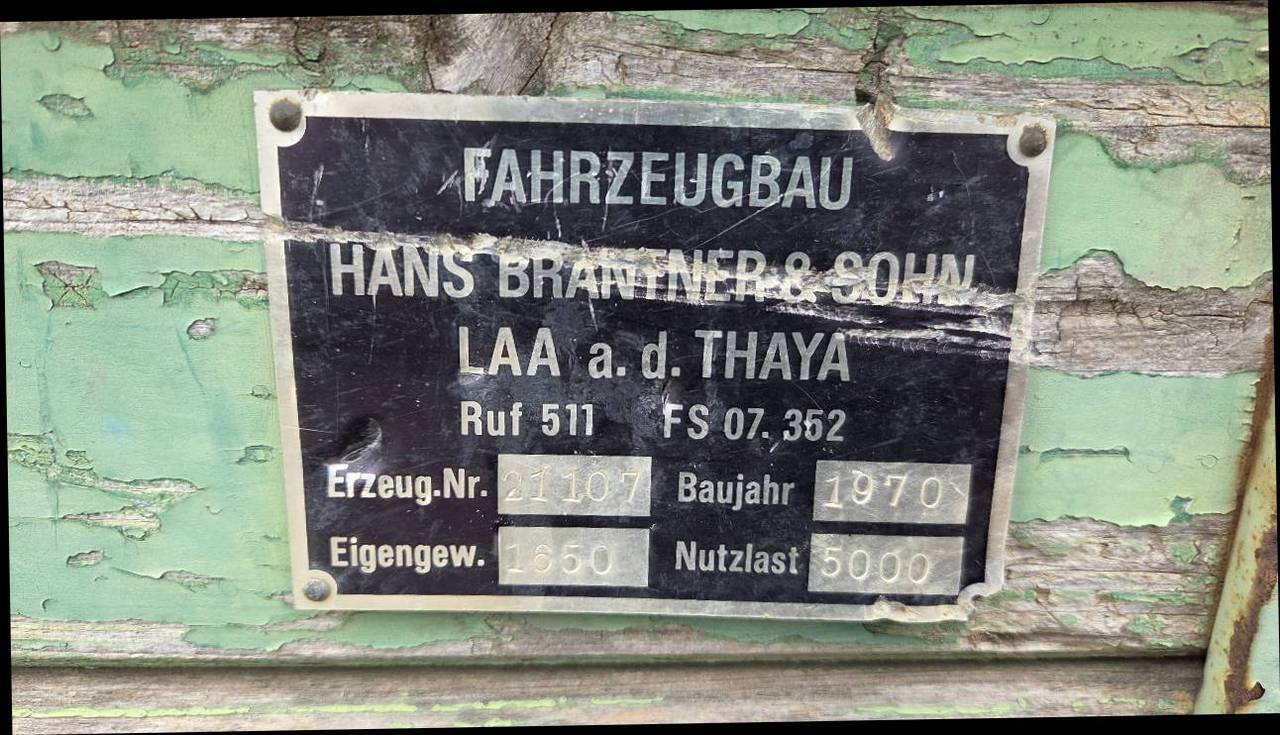 FAHRZEUGBAU
HANS BRANTNER & SOHN
LAA a. d. THAYA
Ruf 511 FS 07. 352
Erzeug.Nr. 21107 Baujahr 1970
Eigengew. 1650 Nutzlast 5000